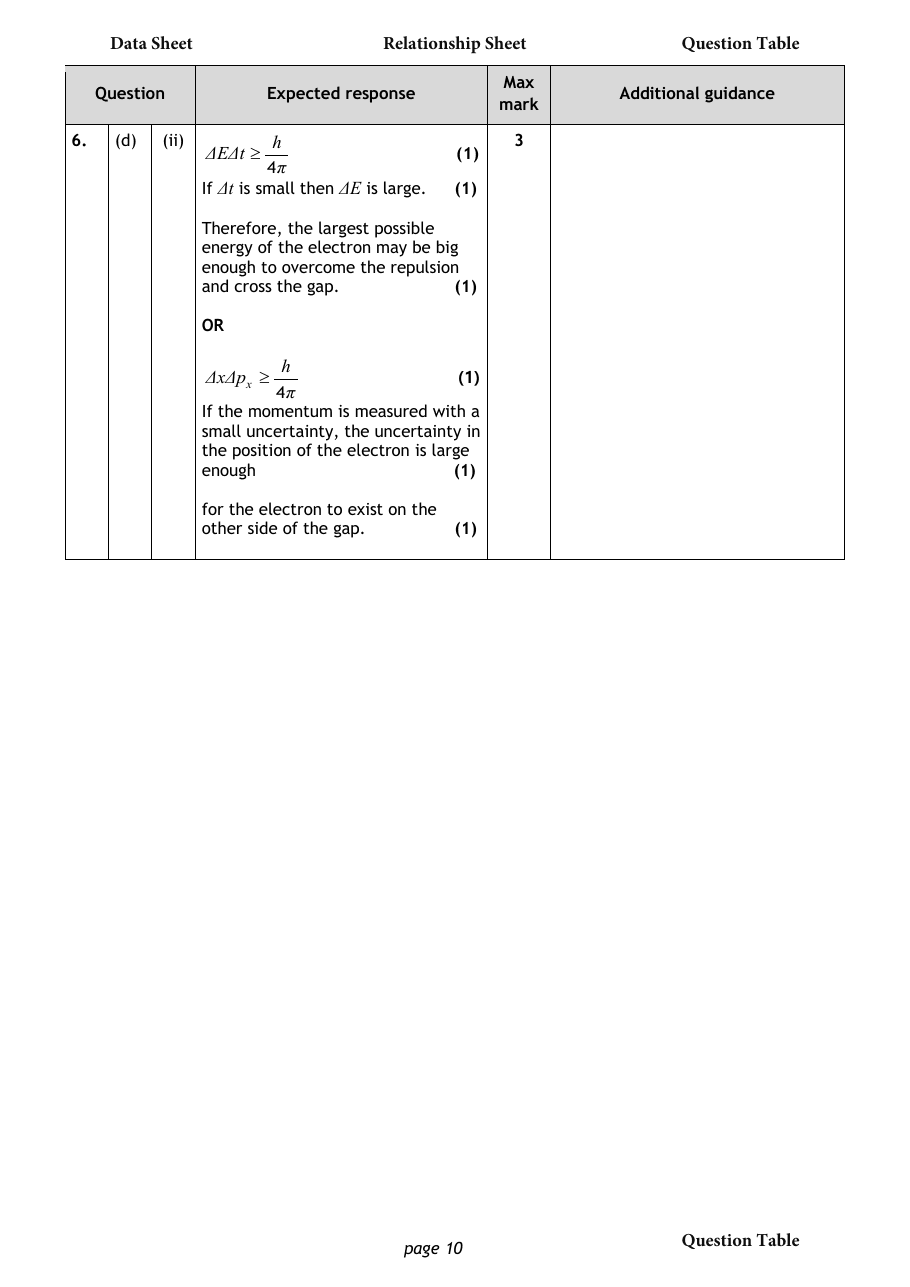 Data Sheet Relationship Sheet Question Table
Question Expected response Max mark Additional guidance
6. (d) (ii) ΔEΔt ≥ h/4π (1) 3
If Δt is small then ΔE is large. (1)
Therefore, the largest possible
energy of the electron may be big
enough to overcome the repulsion
and cross the gap. (1)
OR
ΔxΔpₓ ≥ h/4π (1)
If the momentum is measured with a
small uncertainty, the uncertainty in
the position of the electron is large
enough (1)
for the electron to exist on the
other side of the gap. (1)
page 10 Question Table